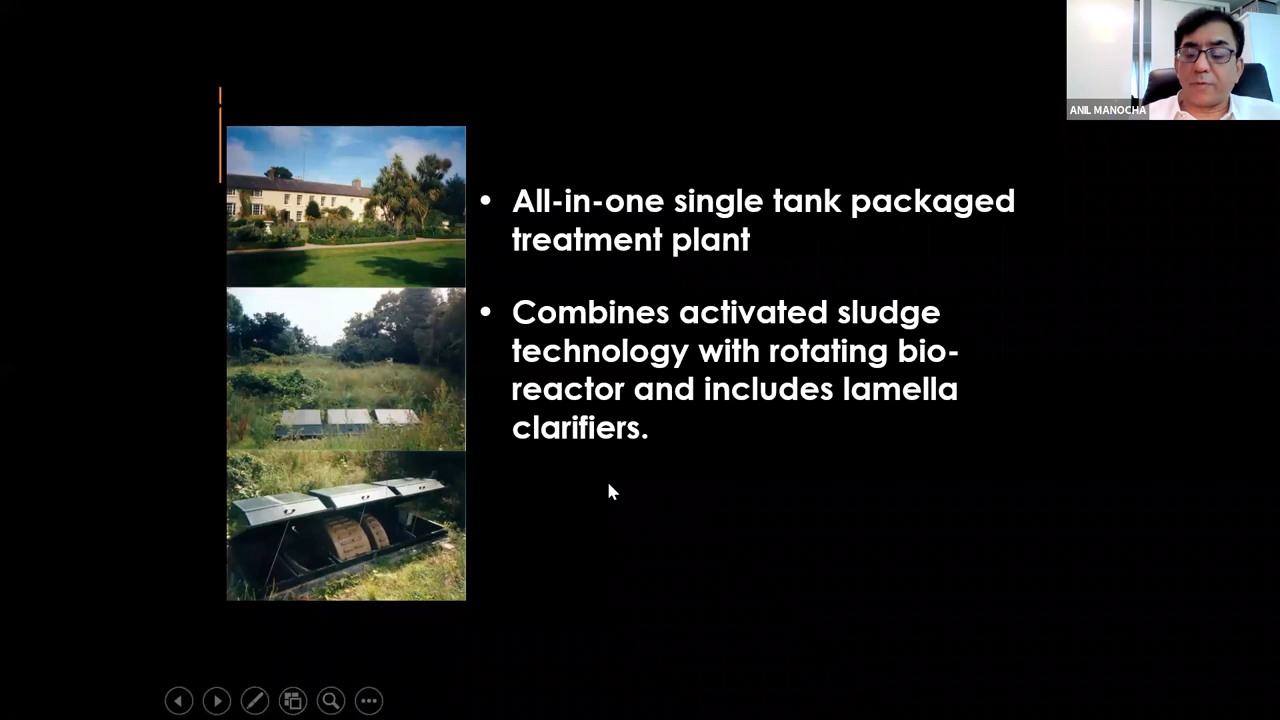 ANIL MANOCHA
• All-in-one single tank packaged
treatment plant
• Combines activated sludge
technology with rotating bio-
reactor and includes lamella
clarifiers.